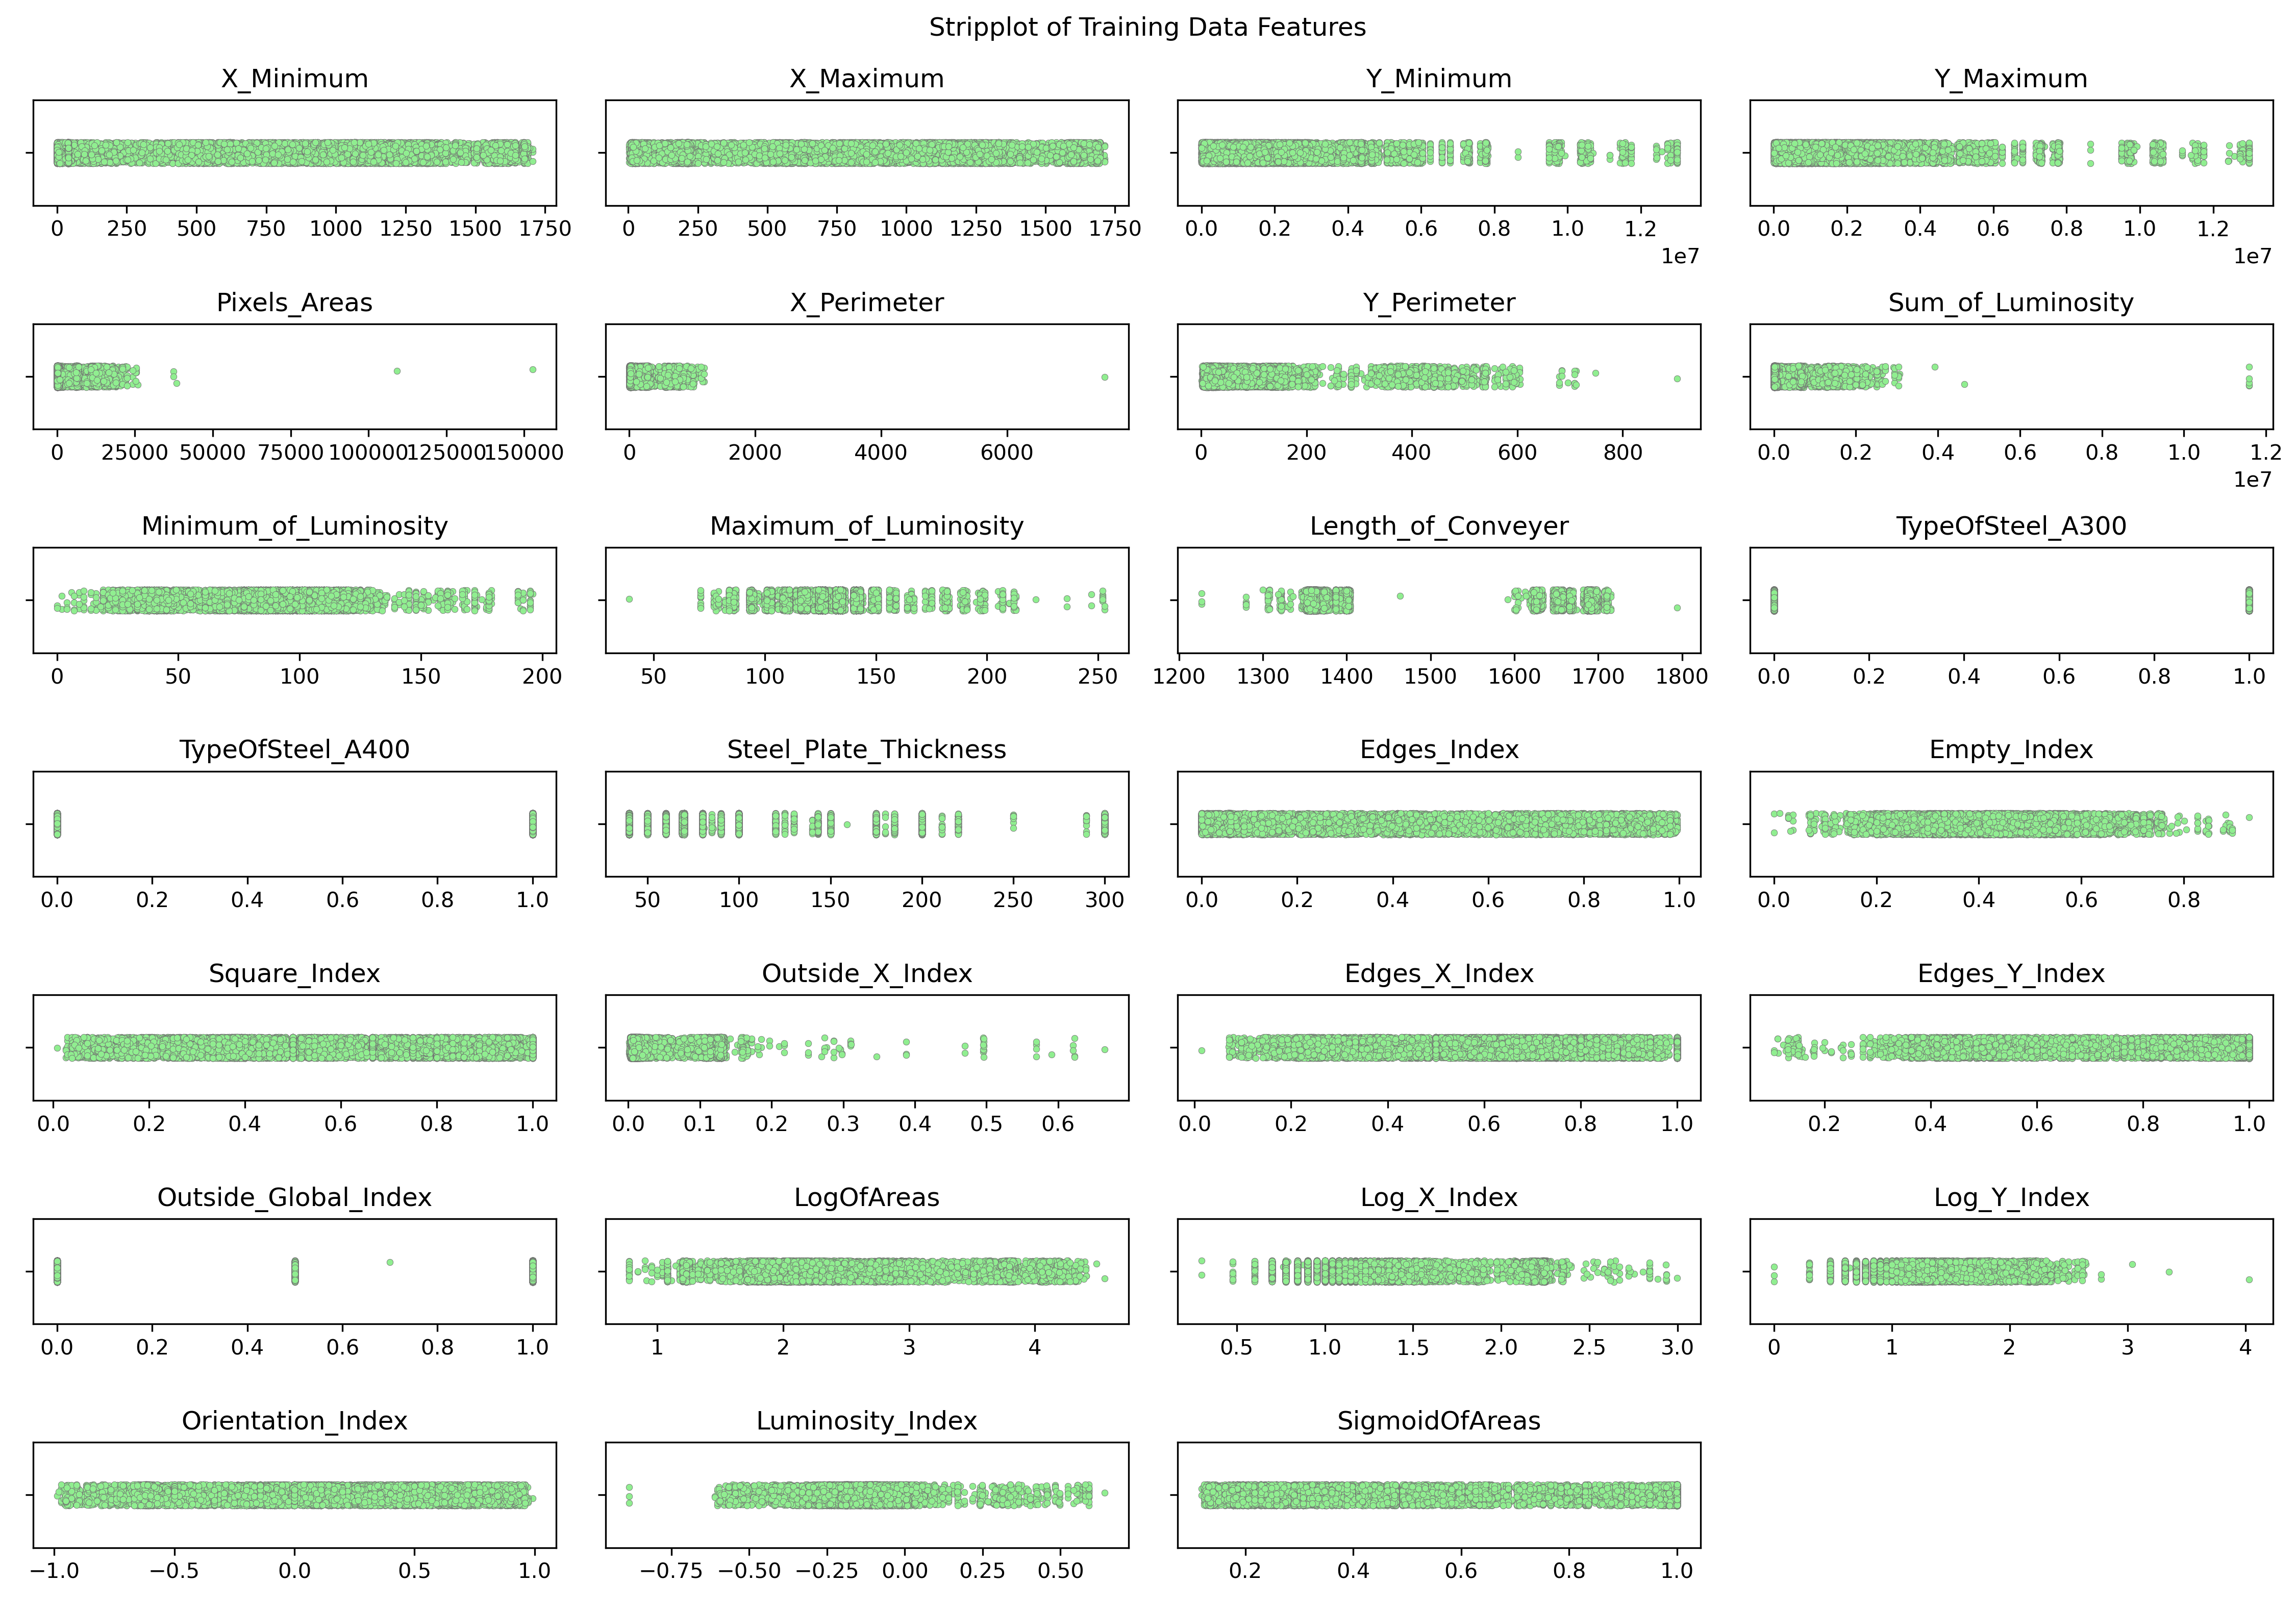 Stripplot of Training Data Features
X_Minimum X_Maximum Y_Minimum Y_Maximum
0 250 500 750 1000 1250 1500 1750 0 250 500 750 1000 1250 1500 1750 0.0 0.2 0.4 0.6 0.8 1.0 1.2 0.0 0.2 0.4 0.6 0.8 1.0 1.2
1e7 1e7
Pixels_Areas X_Perimeter Y_Perimeter Sum_of_Luminosity
0 25000 50000 75000 100000 125000 150000 0 2000 4000 6000 0 200 400 600 800 0.0 0.2 0.4 0.6 0.8 1.0 1.2
1e7
Minimum_of_Luminosity Maximum_of_Luminosity Length_of_Conveyer TypeOfSteel_A300
0 50 100 150 200 50 100 150 200 250 1200 1300 1400 1500 1600 1700 1800 0.0 0.2 0.4 0.6 0.8 1.0
TypeOfSteel_A400 Steel_Plate_Thickness Edges_Index Empty_Index
0.0 0.2 0.4 0.6 0.8 1.0 50 100 150 200 250 300 0.0 0.2 0.4 0.6 0.8 1.0 0.0 0.2 0.4 0.6 0.8
Square_Index Outside_X_Index Edges_X_Index Edges_Y_Index
0.0 0.2 0.4 0.6 0.8 1.0 0.0 0.1 0.2 0.3 0.4 0.5 0.6 0.0 0.2 0.4 0.6 0.8 1.0 0.2 0.4 0.6 0.8 1.0
Outside_Global_Index LogOfAreas Log_X_Index Log_Y_Index
0.0 0.2 0.4 0.6 0.8 1.0 1 2 3 4 0.5 1.0 1.5 2.0 2.5 3.0 0 1 2 3 4
Orientation_Index Luminosity_Index SigmoidOfAreas
−1.0 −0.5 0.0 0.5 1.0 −0.75 −0.50 −0.25 0.00 0.25 0.50 0.2 0.4 0.6 0.8 1.0